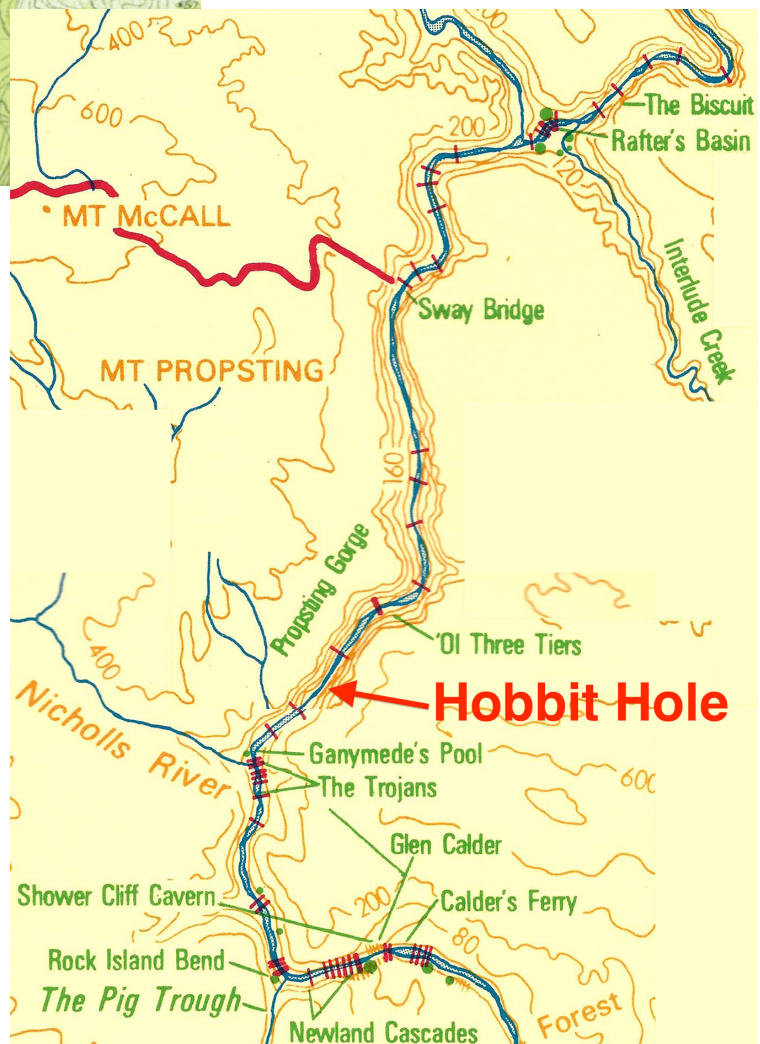 400
600
200
The Biscuit
Rafter's Basin
120
MT McCALL
Interlude Creek
Sway Bridge
MT PROPSTING
160
Propsting Gorge
'Ol Three Tiers
400
Nicholls River
Hobbit Hole
Ganymede's Pool
The Trojans
600
Glen Calder
Shower Cliff Cavern
200
Calder's Ferry
80
Rock Island Bend
The Pig Trough
Newland Cascades
Forest